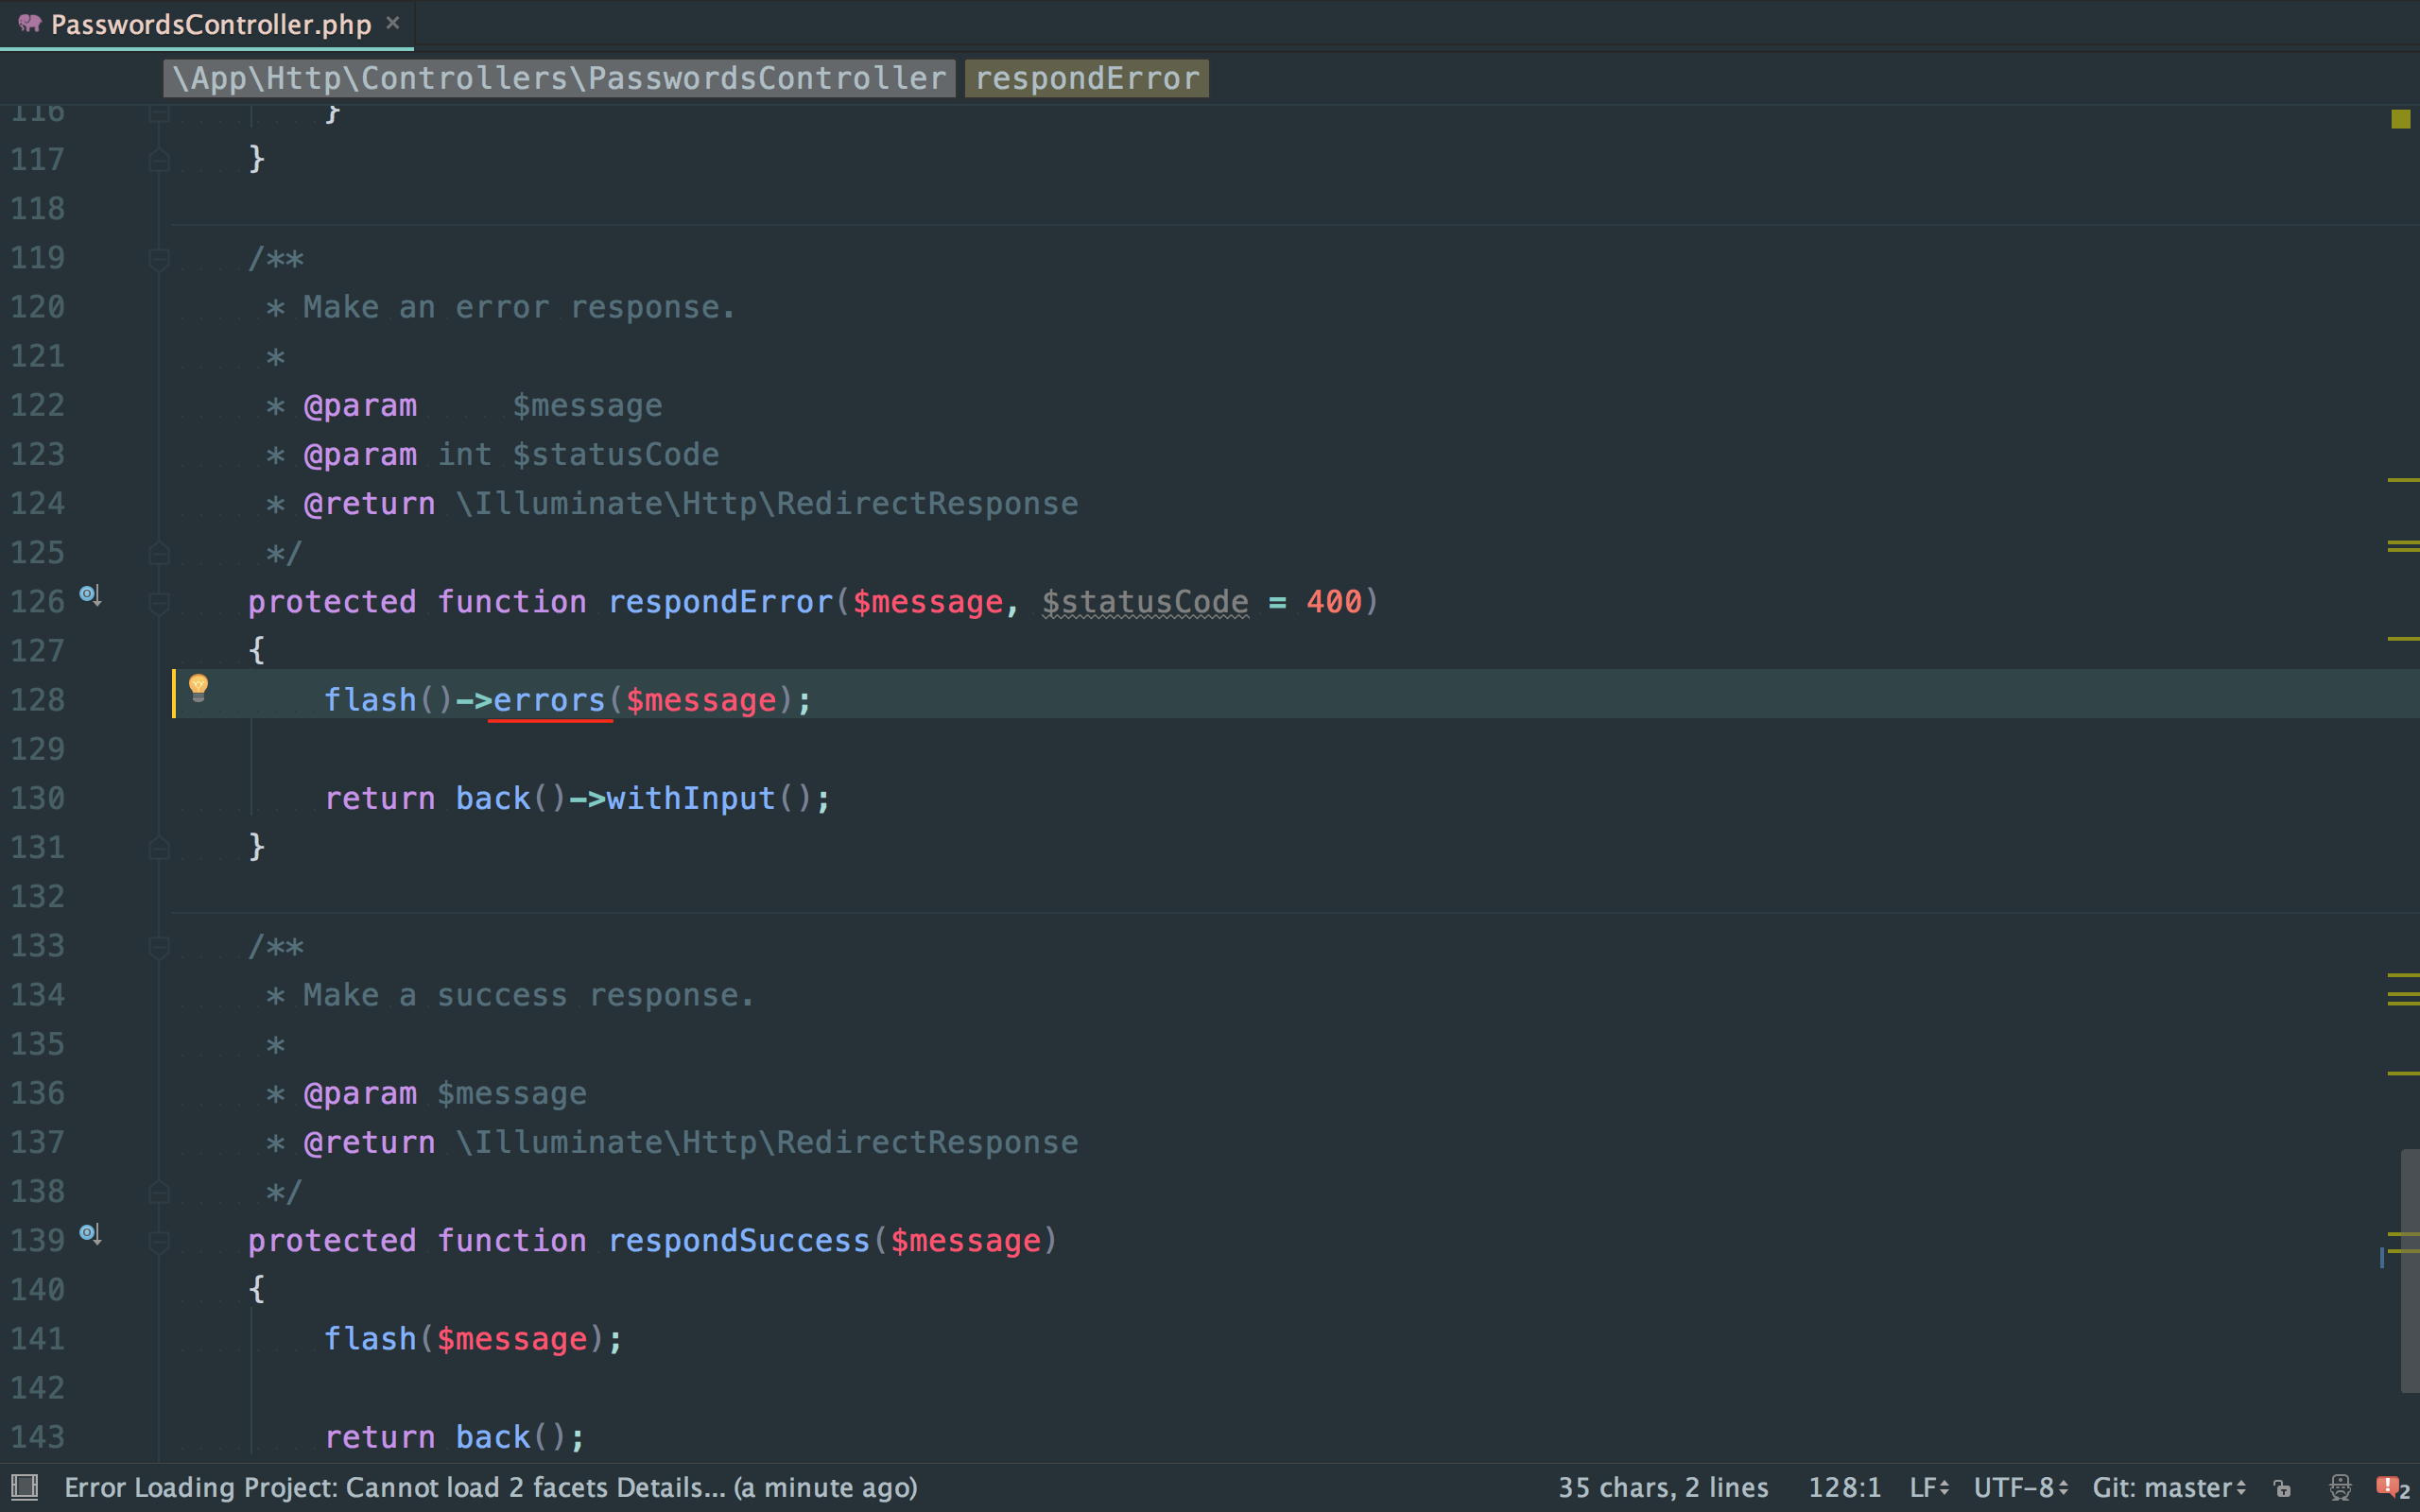 PasswordsController.php ×
\App\Http\Controllers\PasswordsController respondError
116 }
117 }
118
119 /**
120 * Make an error response.
121 *
122 * @param $message
123 * @param int $statusCode
124 * @return \Illuminate\Http\RedirectResponse
125 */
126 protected function respondError($message, $statusCode = 400)
127 {
128 flash()->errors($message);
129
130 return back()->withInput();
131 }
132
133 /**
134 * Make a success response.
135 *
136 * @param $message
137 * @return \Illuminate\Http\RedirectResponse
138 */
139 protected function respondSuccess($message)
140 {
141 flash($message);
142
143 return back();
Error Loading Project: Cannot load 2 facets Details... (a minute ago) 35 chars, 2 lines 128:1 LF UTF-8 Git: master 2